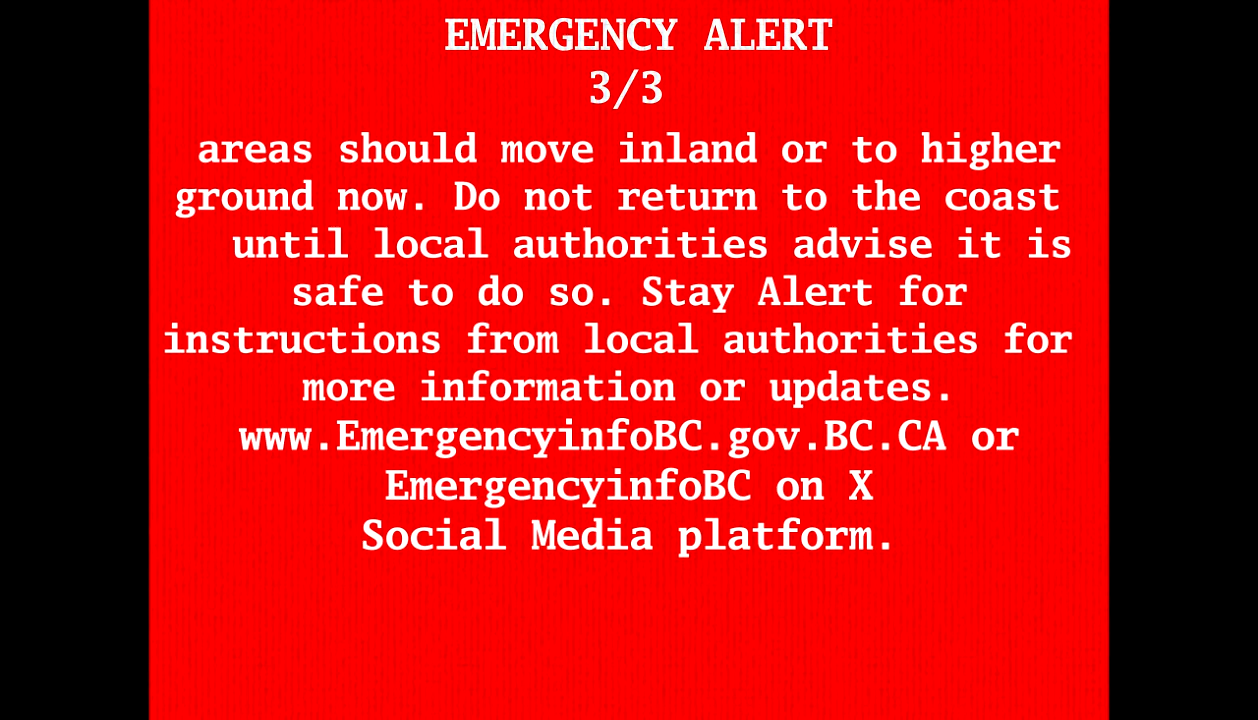 EMERGENCY ALERT
3/3
areas should move inland or to higher
ground now. Do not return to the coast
until local authorities advise it is
safe to do so. Stay Alert for
instructions from local authorities for
more information or updates.
www.EmergencyinfoBC.gov.BC.CA or
EmergencyinfoBC on X
Social Media platform.